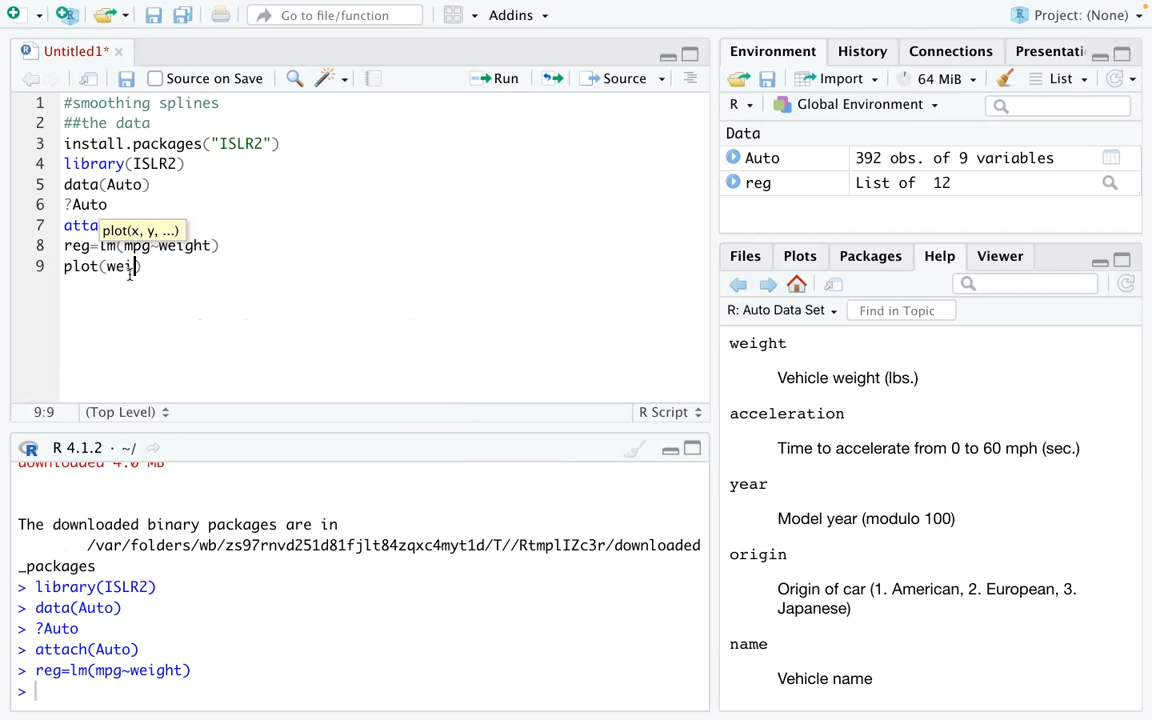 Go to file/function
Addins
Project: (None)
Untitled1*
Source on Save
Run
Source
1 #smoothing splines
2 ##the data
3 install.packages("ISLR2")
4 library(ISLR2)
5 data(Auto)
6 ?Auto
7 atta
plot(x, y, ...)
8 reg=lm(mpg~weight)
9 plot(wei)
9:9 (Top Level) R Script
R 4.1.2 · ~/
downloaded 4.0 MB
The downloaded binary packages are in
/var/folders/wb/zs97rnvd251d81fjlt84zqxc4myt1d/T//RtmplIZc3r/downloaded
_packages
> library(ISLR2)
> data(Auto)
> ?Auto
> attach(Auto)
> reg=lm(mpg~weight)
>
Environment History Connections Presentati
Import 64 MiB List
R Global Environment
Data
Auto 392 obs. of 9 variables
reg List of 12
Files Plots Packages Help Viewer
R: Auto Data Set Find in Topic
weight
Vehicle weight (lbs.)
acceleration
Time to accelerate from 0 to 60 mph (sec.)
year
Model year (modulo 100)
origin
Origin of car (1. American, 2. European, 3.
Japanese)
name
Vehicle name